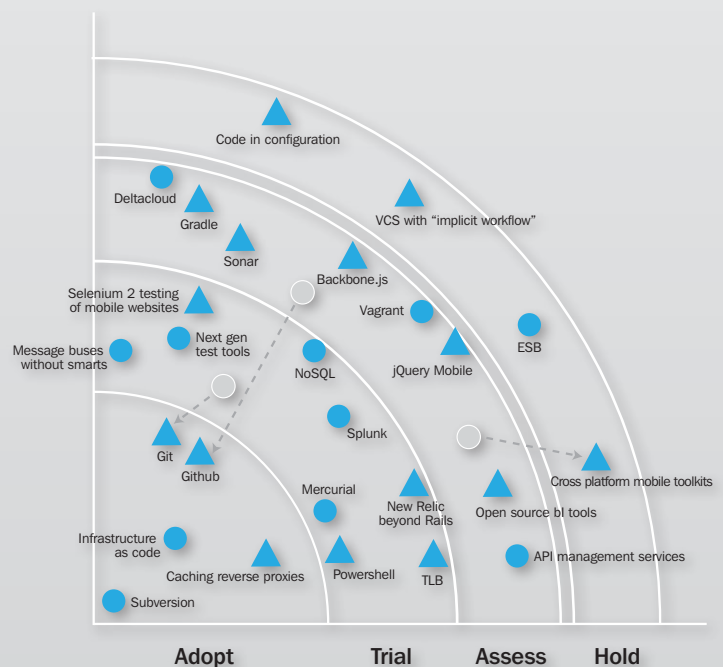 Code in configuration
VCS with “implicit workflow”
Deltacloud
Gradle
Sonar
Backbone.js
Selenium 2 testing
of mobile websites
Vagrant
ESB
Next gen
test tools
Message buses
without smarts
NoSQL
jQuery Mobile
Splunk
Git
Github
Cross platform mobile toolkits
Mercurial
New Relic
beyond Rails
Open source bI tools
Infrastructure
as code
Caching reverse proxies
Powershell
TLB
API management services
Subversion
Adopt
Trial
Assess
Hold